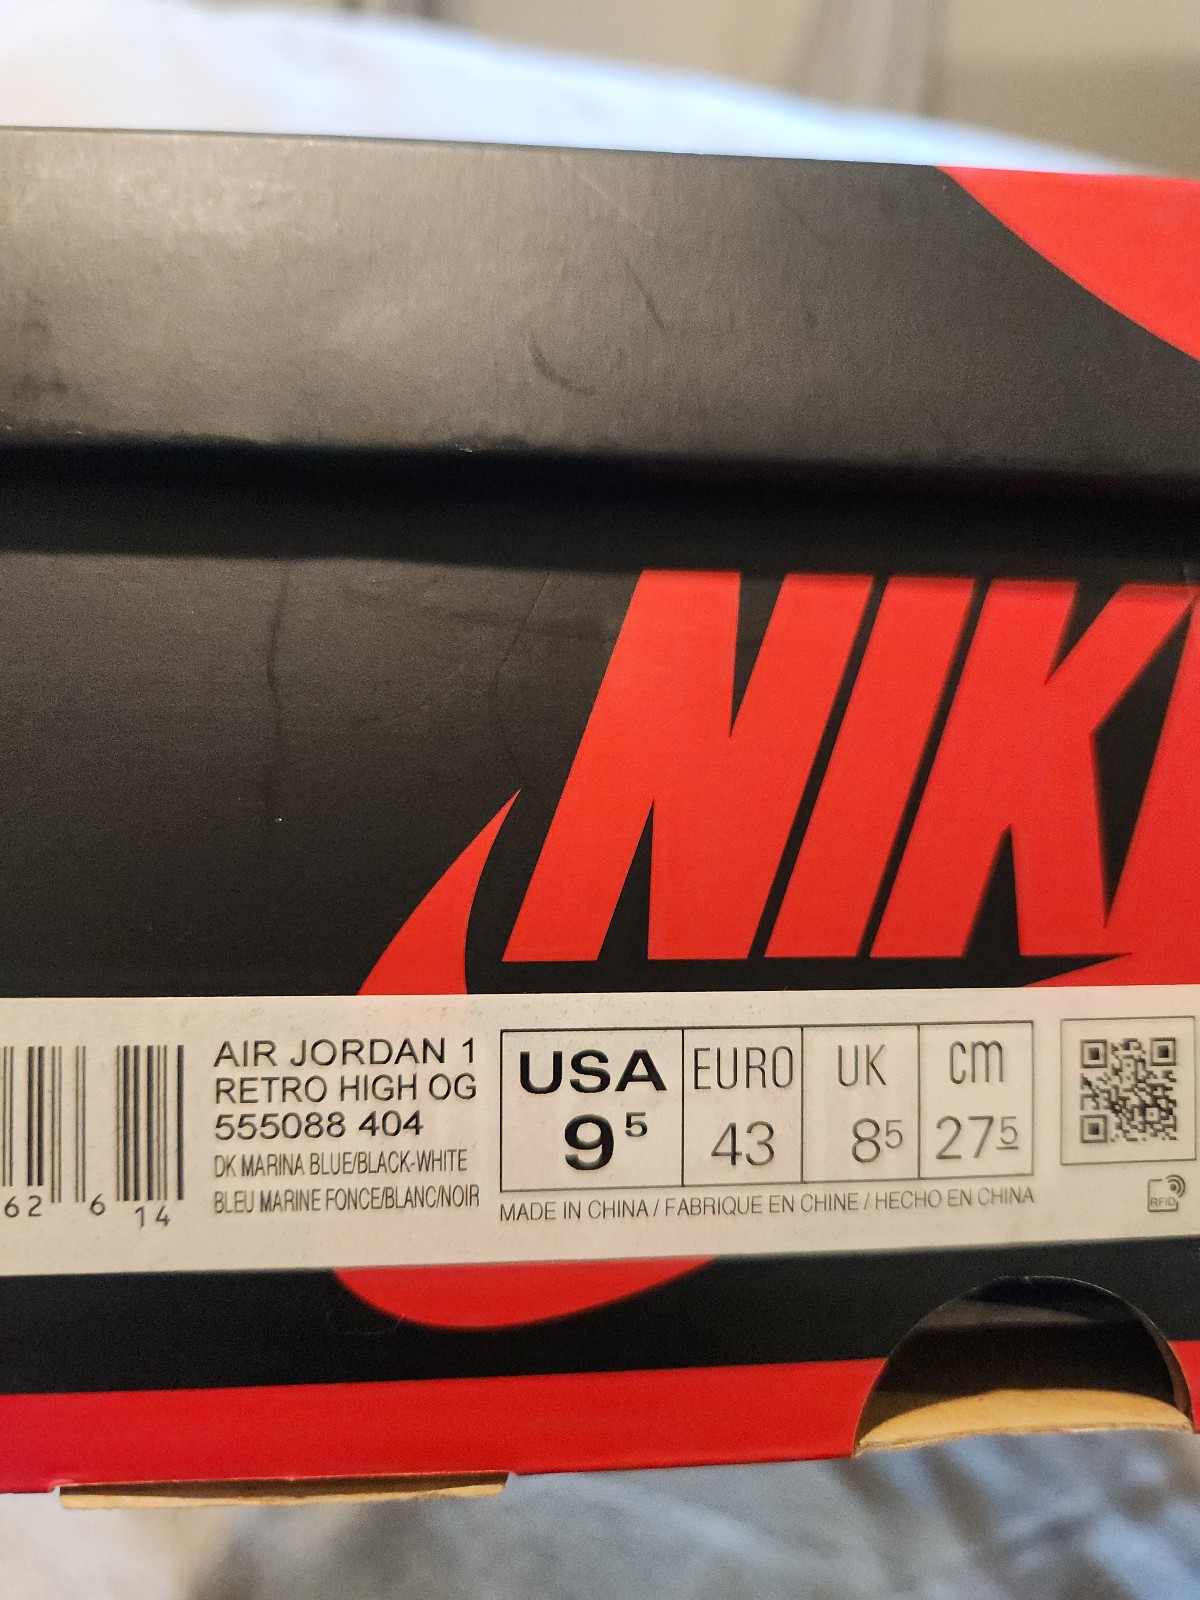 NIKE
AIR JORDAN 1
RETRO HIGH OG
555088 404
DK MARINA BLUE/BLACK-WHITE
BLEU MARINE FONCE/BLANC/NOIR
62 6 14
USA EURO UK cm
9⁵ 43 8⁵ 27⁵
MADE IN CHINA / FABRIQUE EN CHINE / HECHO EN CHINA
RFID